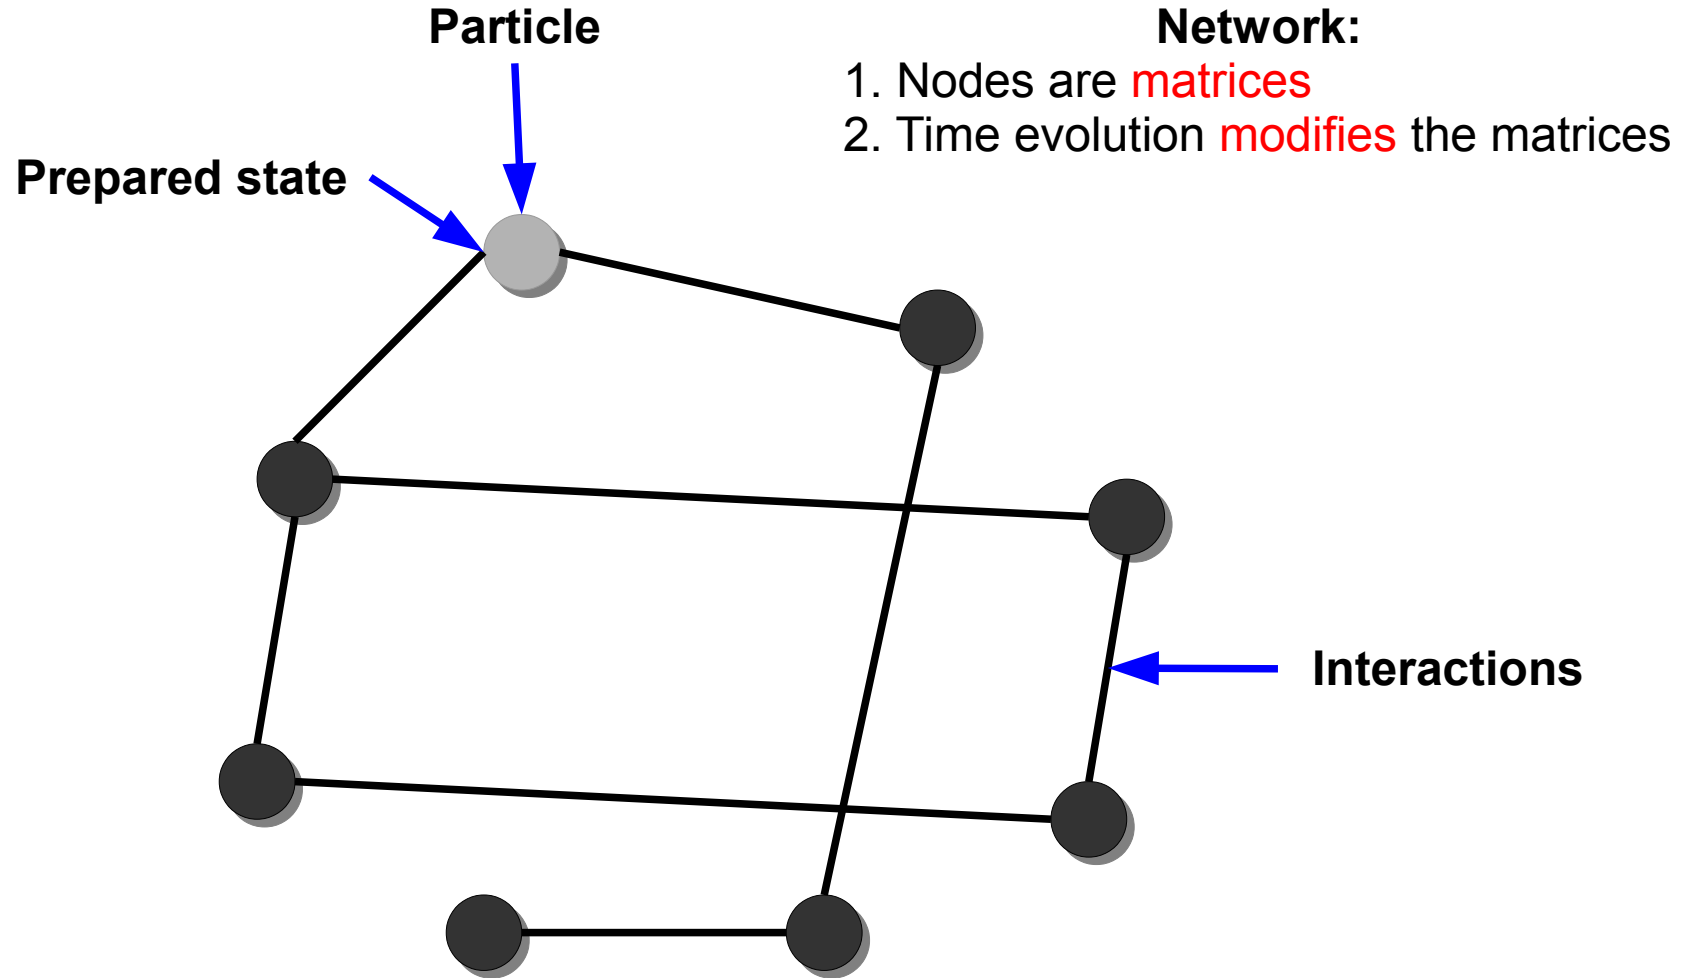 Particle
Network:
1. Nodes are matrices
2. Time evolution modifies the matrices
Prepared state
Interactions